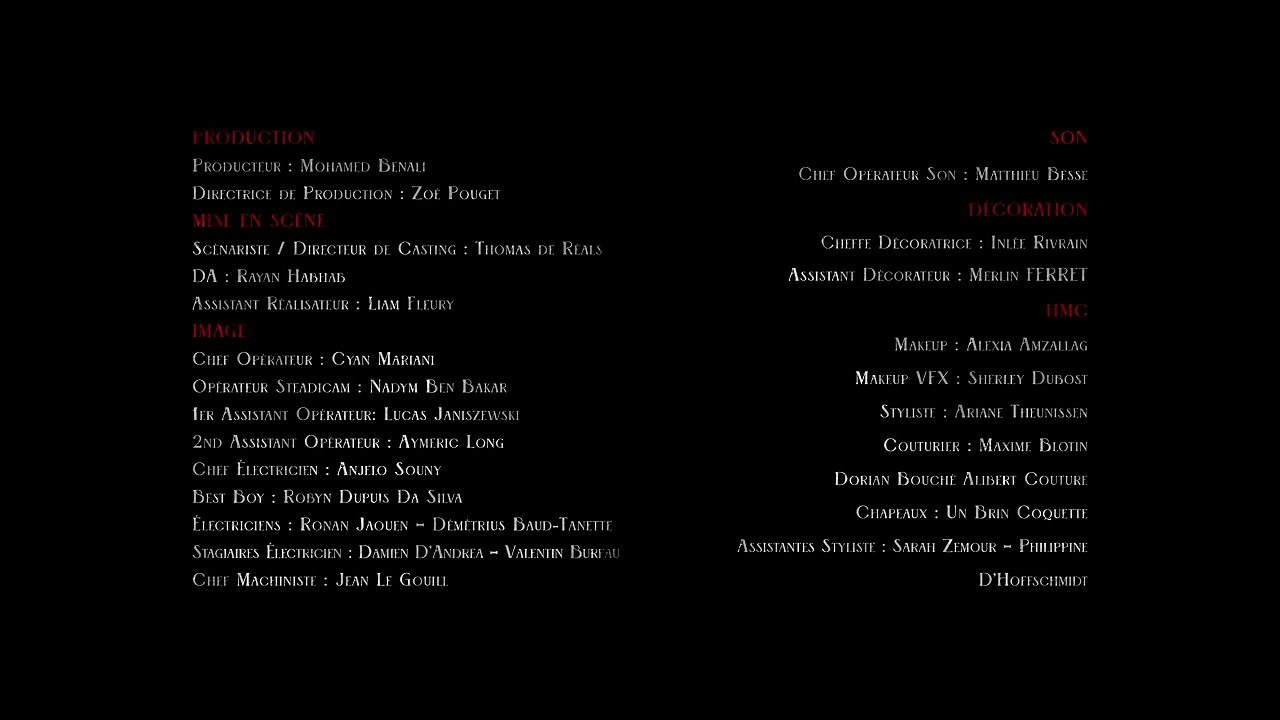 PRODUCTION
Producteur : Mohamed Benali
Directrice de Production : Zoé Pouget
MISE EN SCÈNE
Scénariste / Directeur de Casting : Thomas de Réals
DA : Rayan Habhab
Assistant Réalisateur : Liam Fleury
IMAGE
Chef Opérateur : Cyan Mariani
Opérateur Steadicam : Nadym Ben Bakar
1er Assistant Opérateur: Lucas Janiszewski
2nd Assistant Opérateur : Aymeric Long
Chef Électricien : Anjelo Souny
Best Boy : Robyn Dupuis Da Silva
Électriciens : Ronan Jaouen - Démétrius Baud-Tanette
Stagiaires Électricien : Damien D'Andrea - Valentin Bureau
Chef Machiniste : Jean Le Gouill
SON
Chef Opérateur Son : Matthieu Besse
DÉCORATION
Cheffe Décoratrice : Inlée Rivrain
Assistant Décorateur : Merlin FERRET
HMC
Makeup : Alexia Amzallag
Makeup VFX : Sherley Dubost
Styliste : Ariane Theunissen
Couturier : Maxime Blotin
Dorian Bouché Alibert Couture
Chapeaux : Un Brin Coquette
Assistantes Styliste : Sarah Zemour - Philippine
D'Hoffschmidt